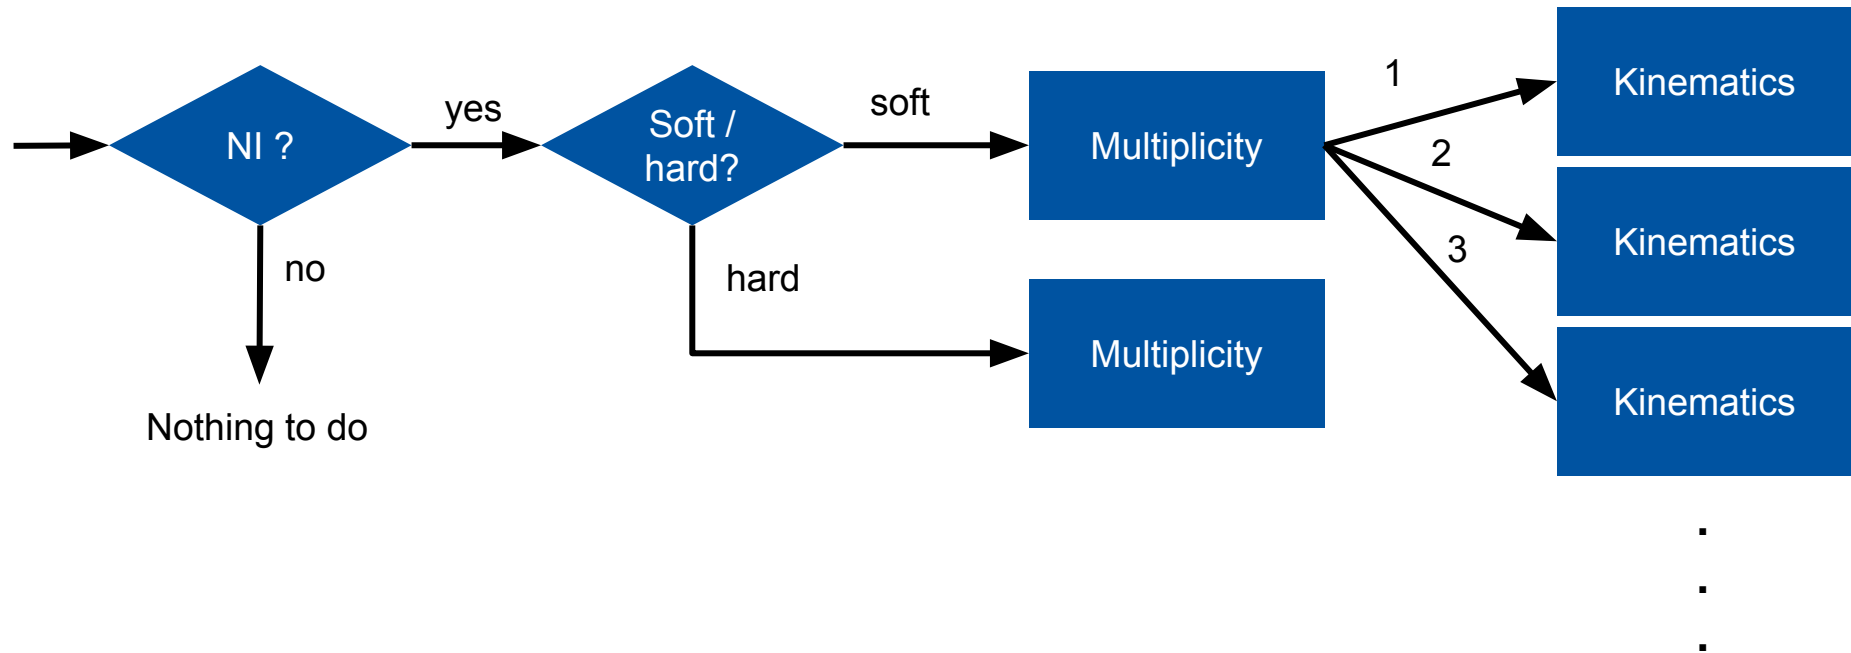 NI ?
yes
no
Nothing to do
Soft /
hard?
soft
hard
Multiplicity
Multiplicity
1
2
3
Kinematics
Kinematics
Kinematics
.
.
.